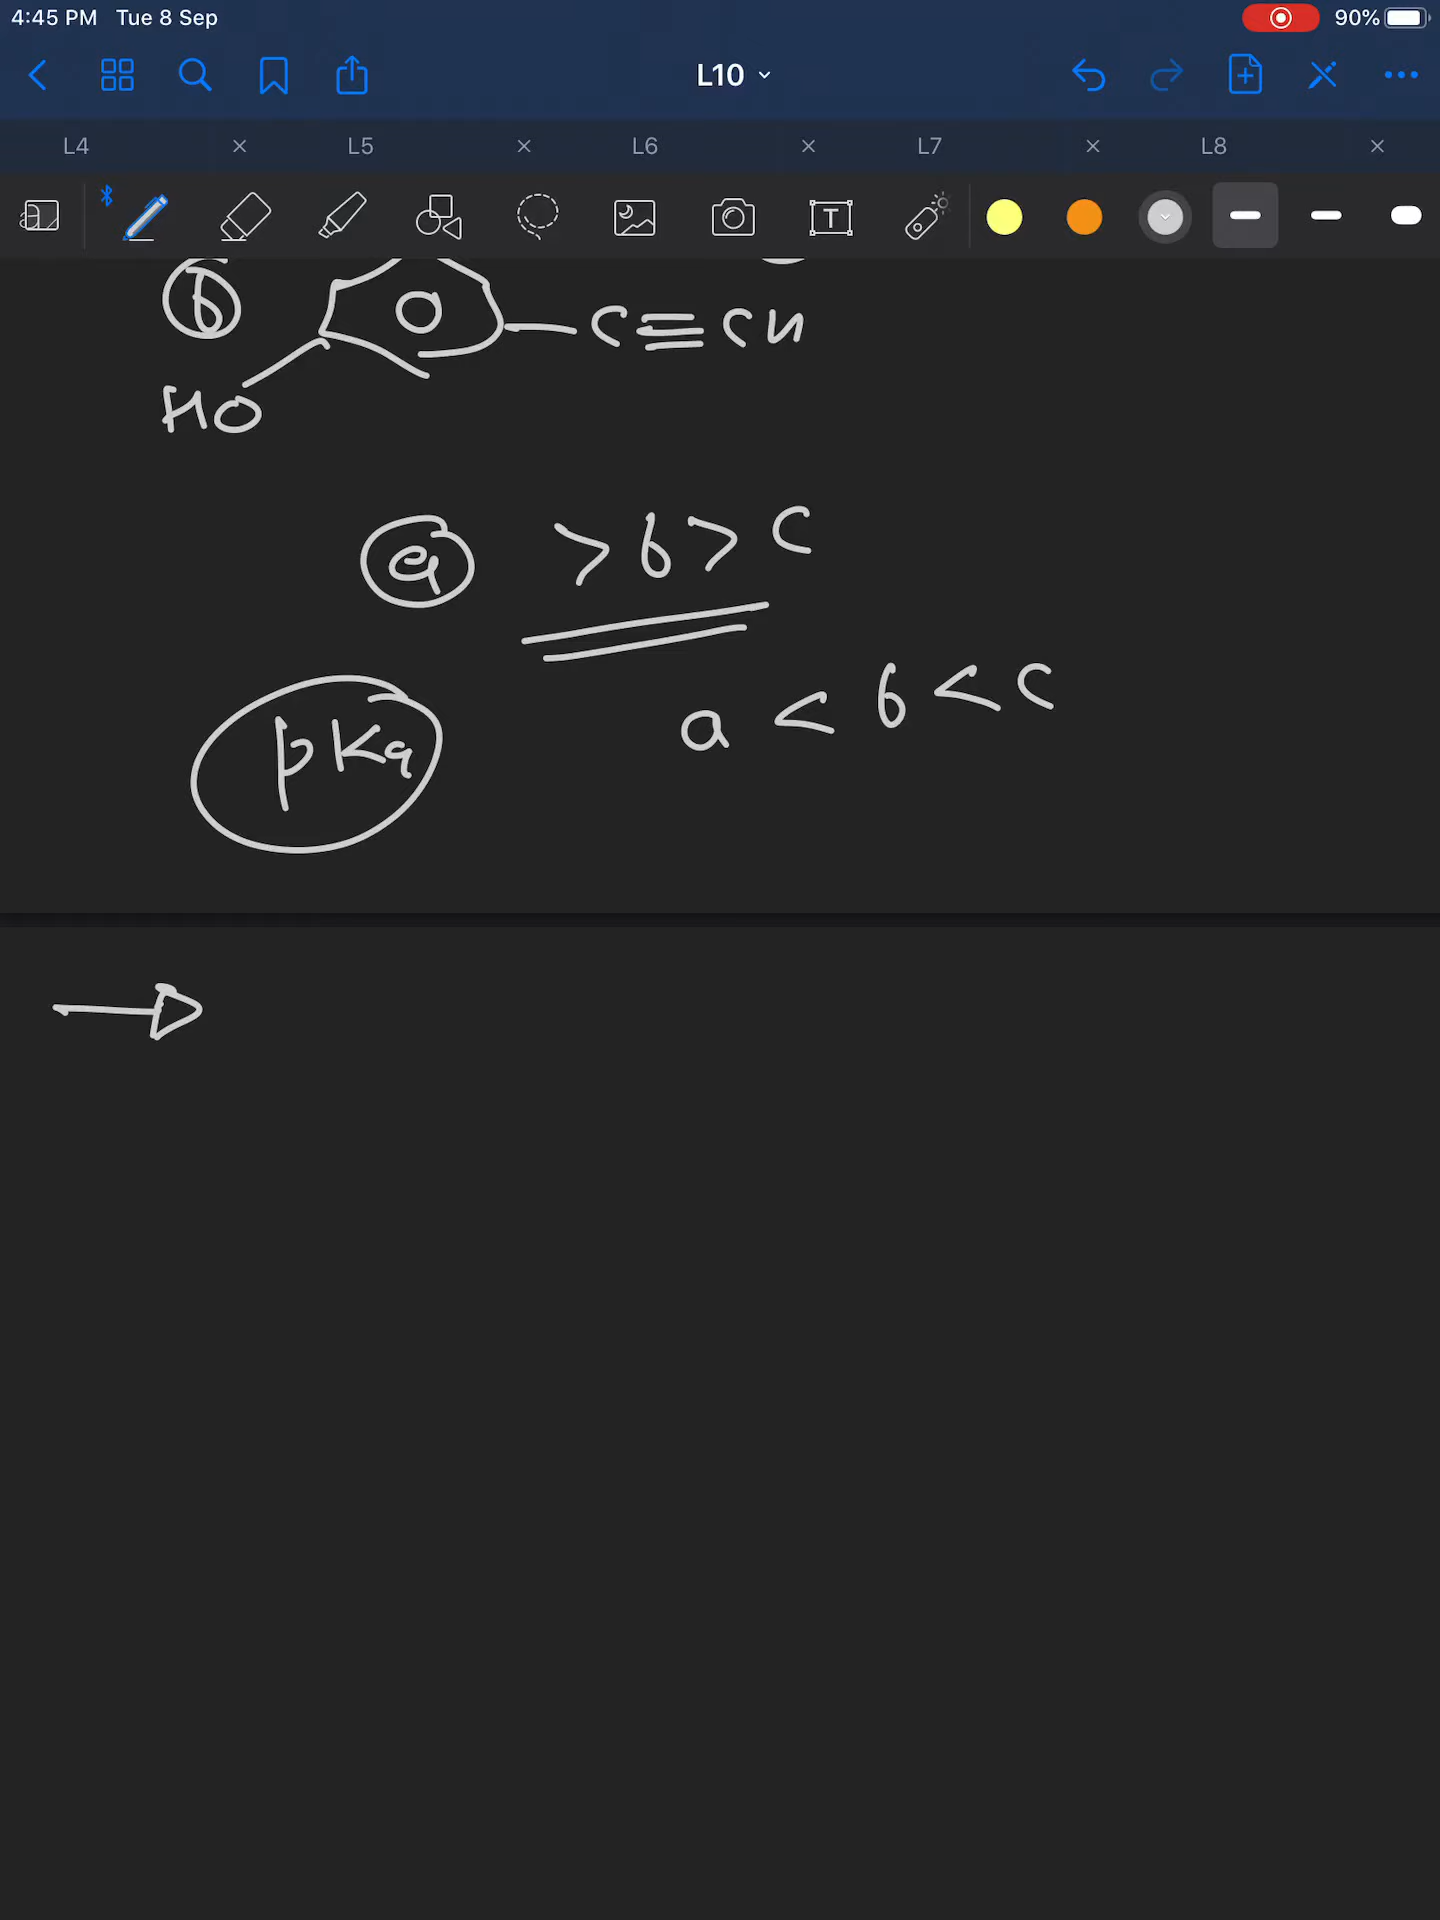 4:45 PM Tue 8 Sep 90%
L10
L4 L5 L6 L7 L8
T
b
C≡CH
HO
a > b > c
a < b < c
pKa